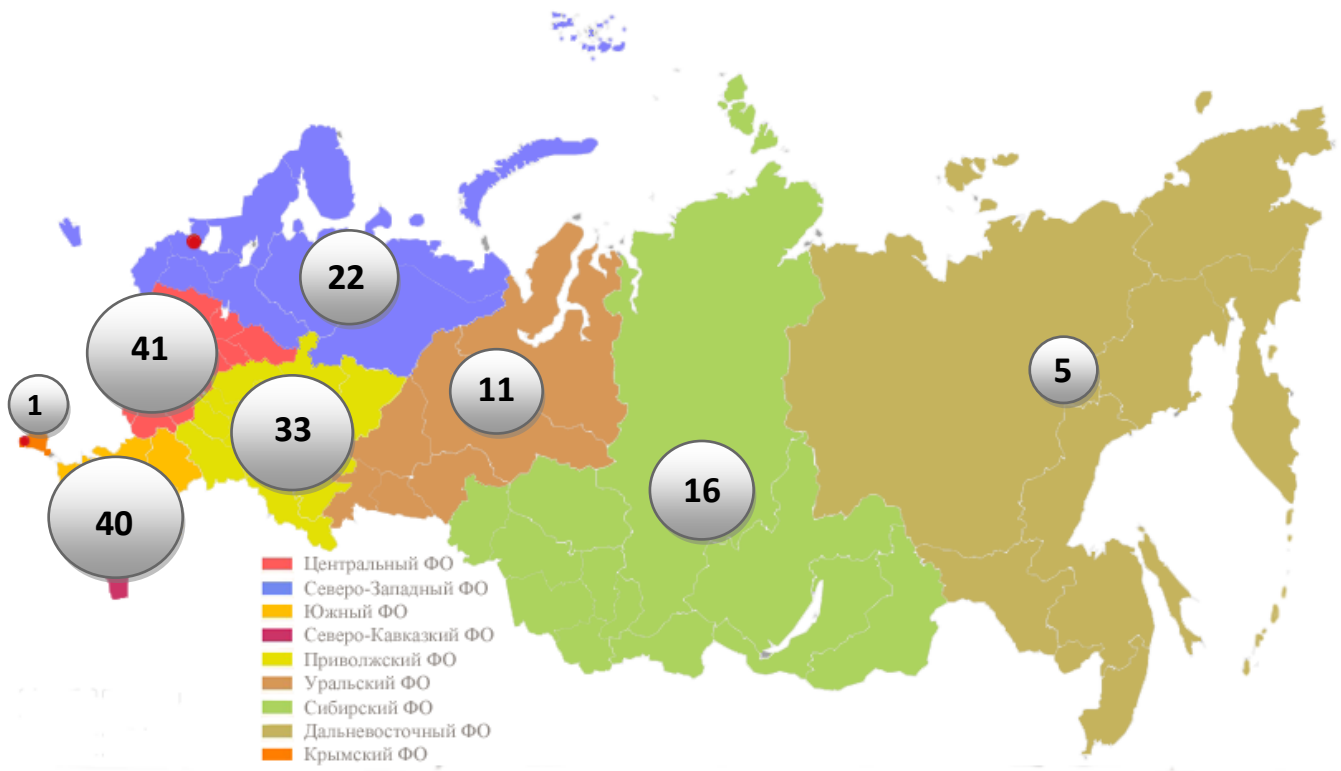 22
41
11
5
1
33
16
40
Центральный ФО
Северо-Западный ФО
Южный ФО
Северо-Кавказкий ФО
Приволжский ФО
Уральский ФО
Сибирский ФО
Дальневосточный ФО
Крымский ФО